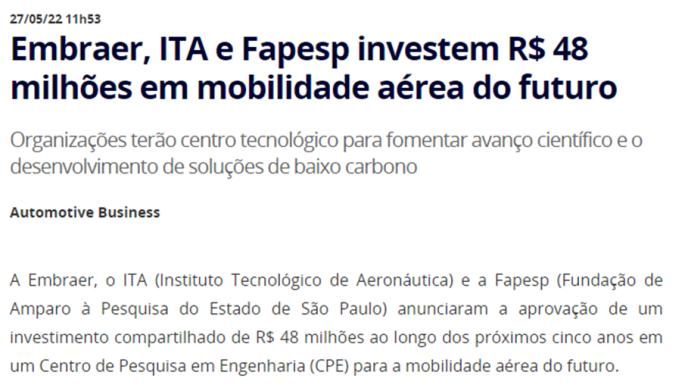 27/05/22 11h53
Embraer, ITA e Fapesp investem R$ 48
milhões em mobilidade aérea do futuro
Organizações terão centro tecnológico para fomentar avanço científico e o
desenvolvimento de soluções de baixo carbono
Automotive Business
A Embraer, o ITA (Instituto Tecnológico de Aeronáutica) e a Fapesp (Fundação de
Amparo à Pesquisa do Estado de São Paulo) anunciaram a aprovação de um
investimento compartilhado de R$ 48 milhões ao longo dos próximos cinco anos em
um Centro de Pesquisa em Engenharia (CPE) para a mobilidade aérea do futuro.